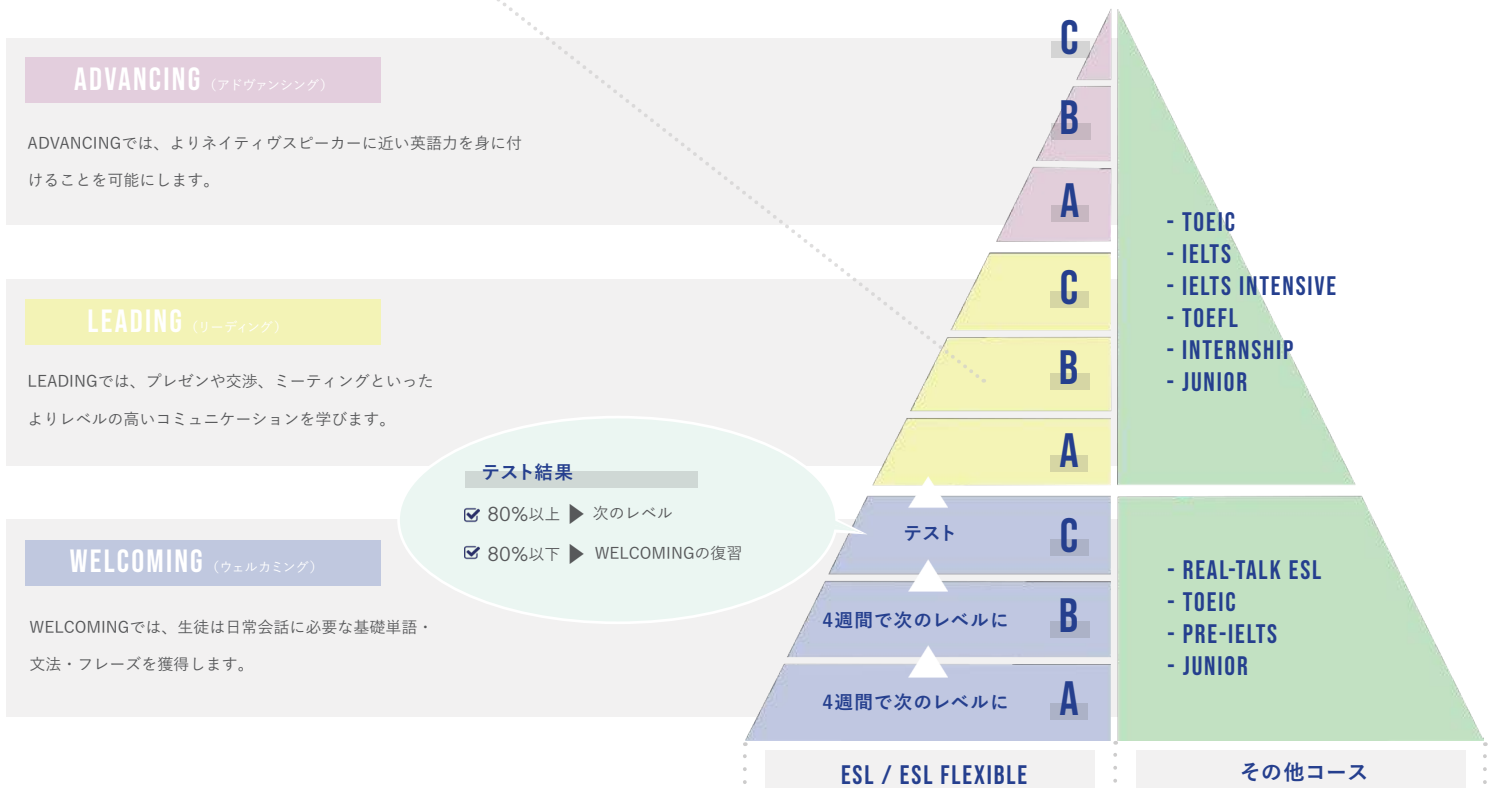 ADVANCING（アドヴァンシング）
ADVANCINGでは、よりネイティヴスピーカーに近い英語力を身に付
けることを可能にします。
LEADING（リーディング）
LEADINGでは、プレゼンや交渉、ミーティングといった
よりレベルの高いコミュニケーションを学びます。
テスト結果
80%以上 ▶ 次のレベル
80%以下 ▶ WELCOMINGの復習
WELCOMING（ウェルカミング）
WELCOMINGでは、生徒は日常会話に必要な基礎単語・
文法・フレーズを獲得します。
C
B
A
C
B
A
テスト C
4週間で次のレベルに B
4週間で次のレベルに A
ESL / ESL FLEXIBLE
- TOEIC
- IELTS
- IELTS INTENSIVE
- TOEFL
- INTERNSHIP
- JUNIOR
- REAL-TALK ESL
- TOEIC
- PRE-IELTS
- JUNIOR
その他コース